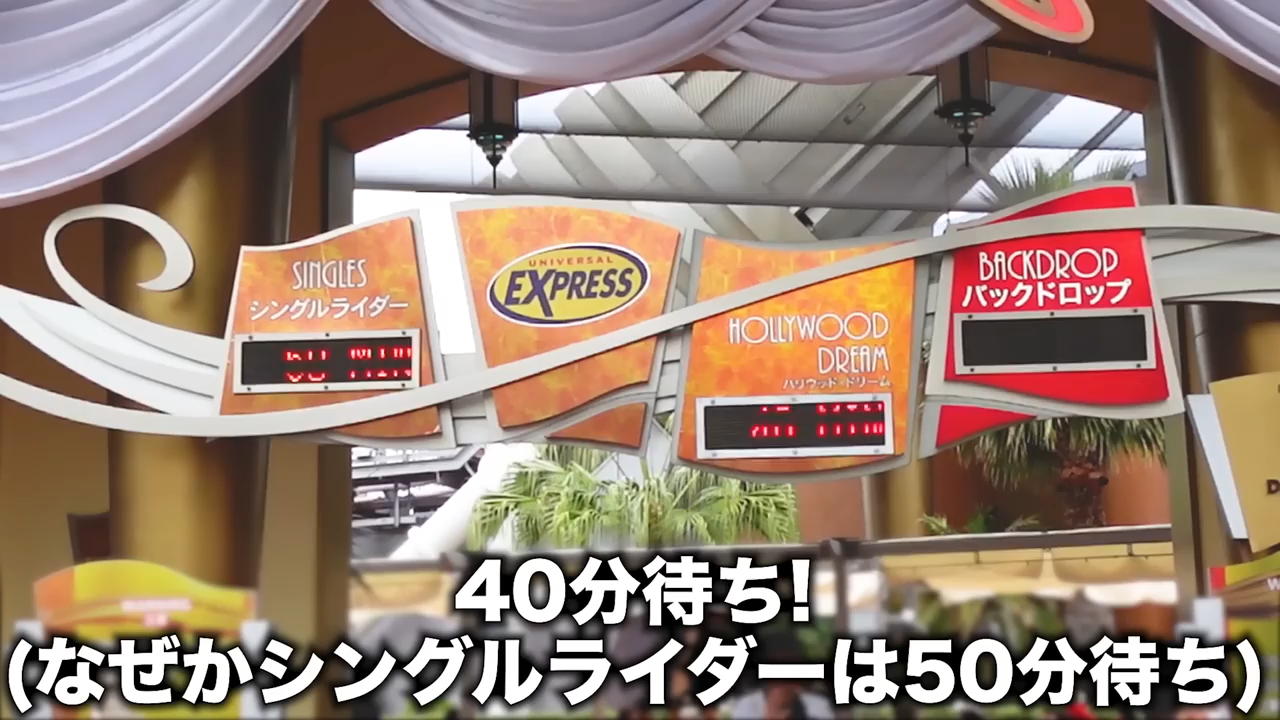 SINGLES
シングルライダー
50 MIN
UNIVERSAL
EXPRESS
HOLLYWOOD
DREAM
ハリウッド・ドリーム
BACKDROP
バックドロップ
40分待ち!
(なぜかシングルライダーは50分待ち)